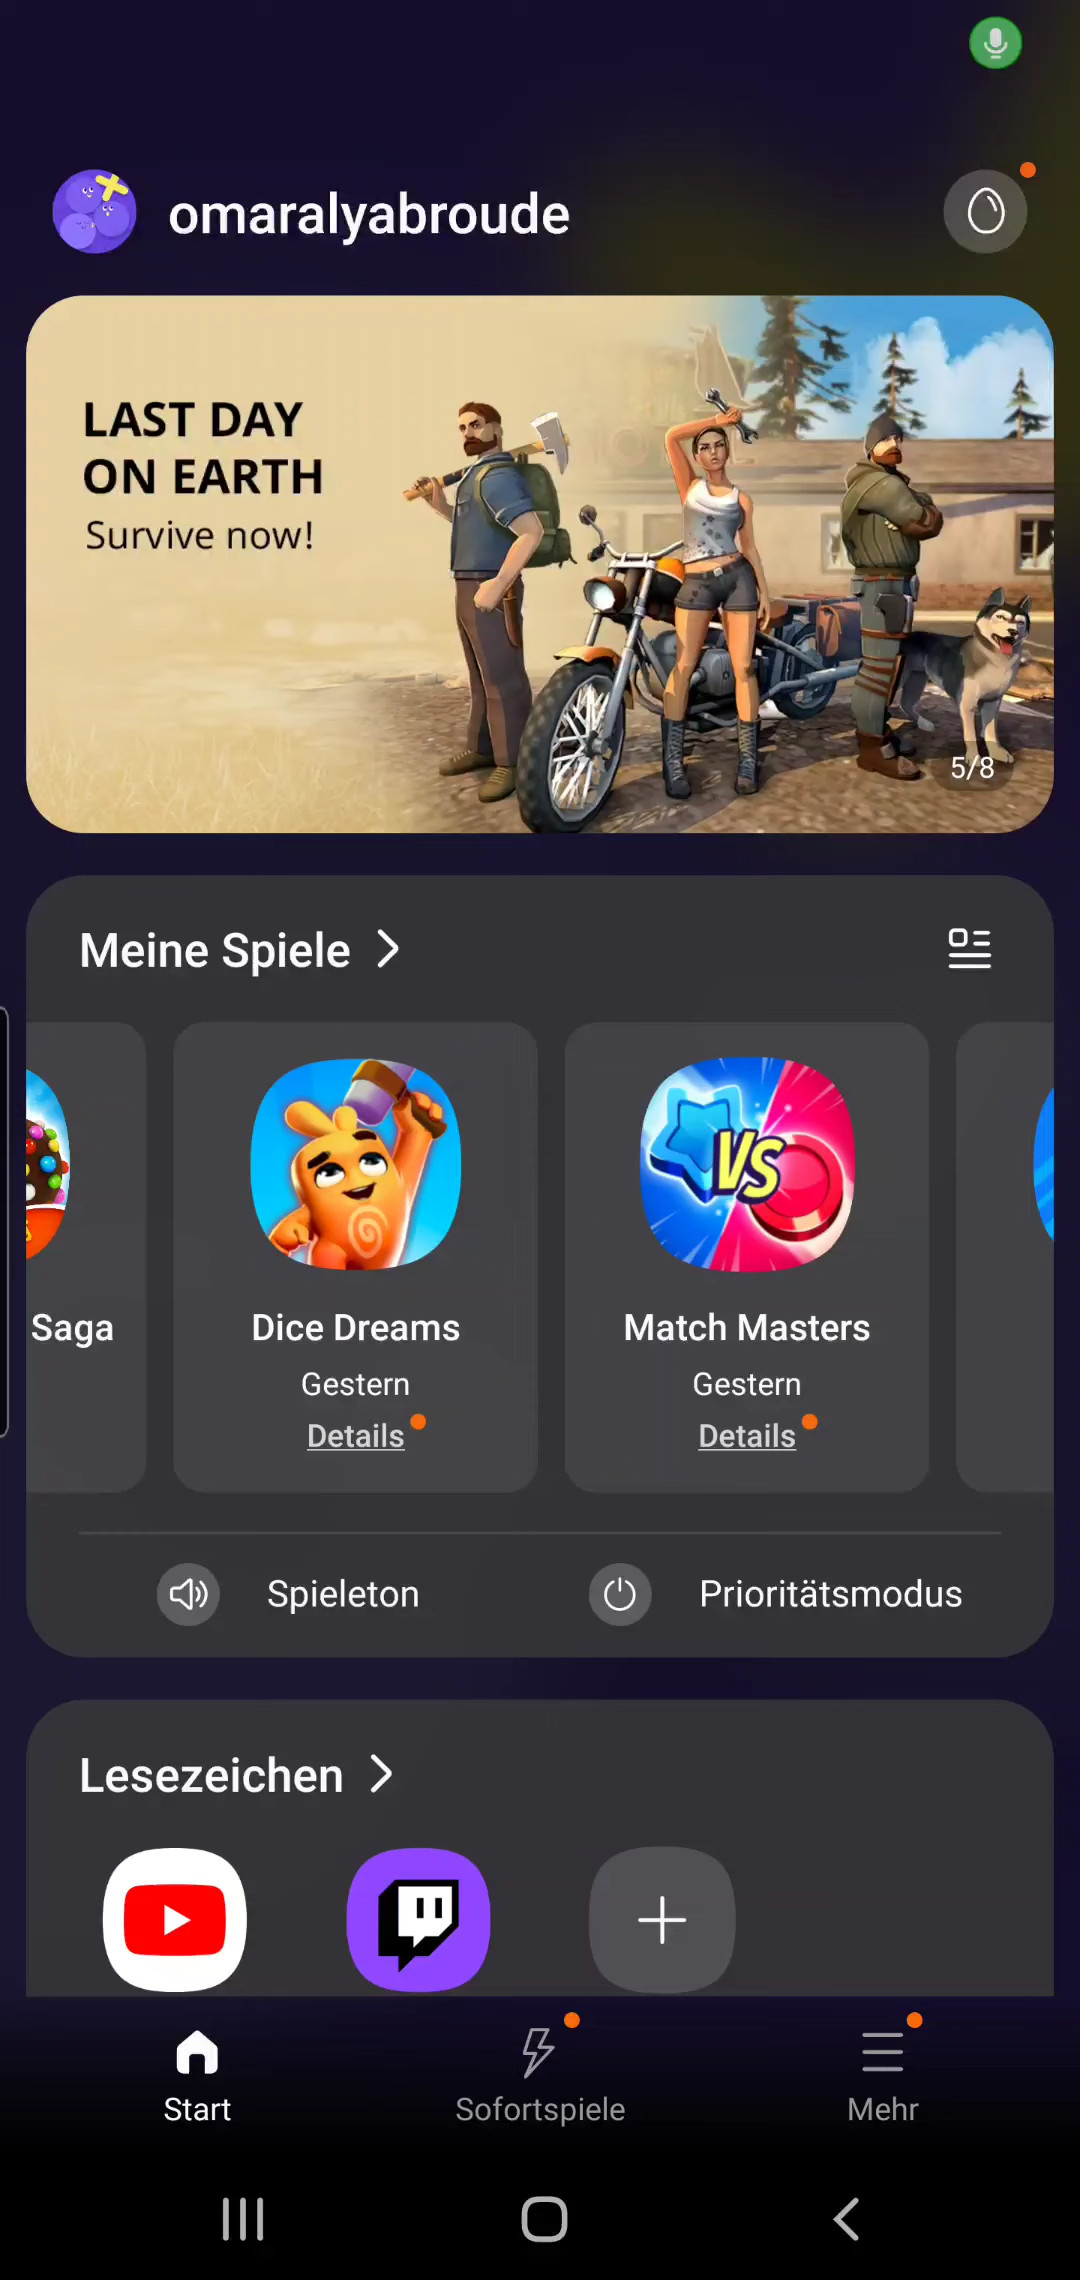 omaralyabroude
LAST DAY
ON EARTH
Survive now!
5/8
Meine Spiele
Saga
Dice Dreams
Gestern
Details
VS
Match Masters
Gestern
Details
Spieleton
Prioritätsmodus
Lesezeichen
Start
Sofortspiele
Mehr